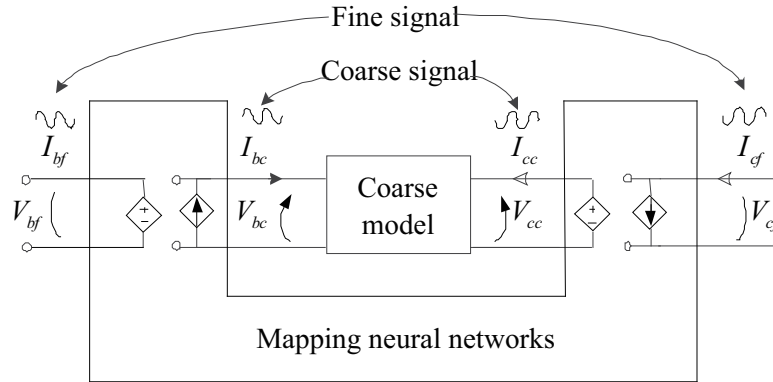 Fine signal
Coarse signal
I_bf I_bc I_cc I_cf
V_bf V_bc Coarse model V_cc
Mapping neural networks